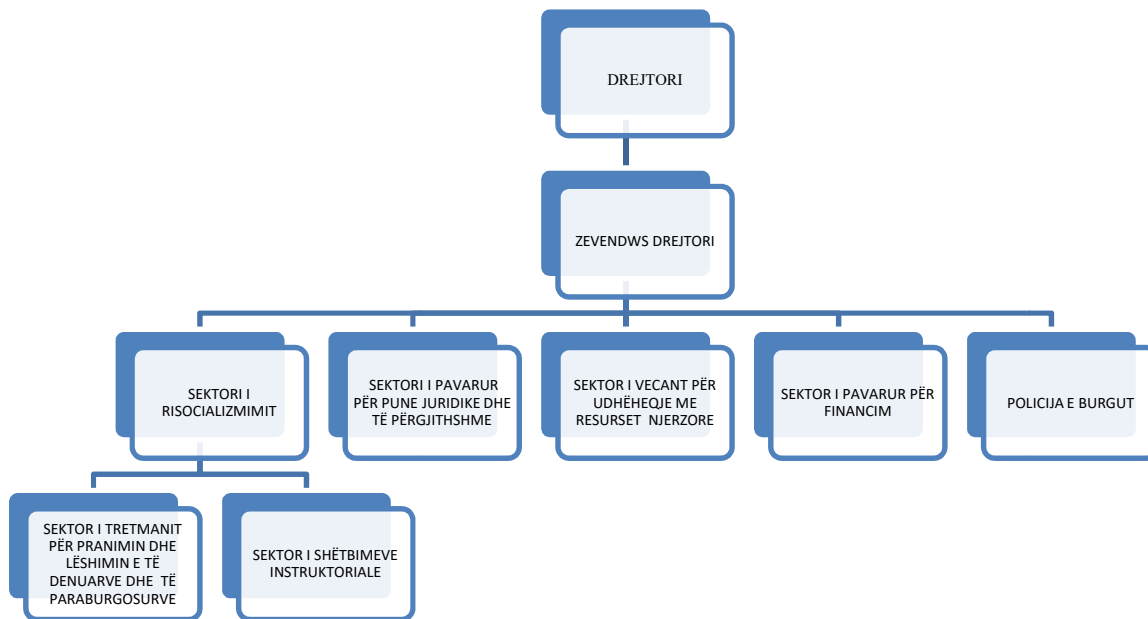 DREJTORI
ZEVENDWS DREJTORI
SEKTORI I
RISOCIALIZMIMIT
SEKTORI I PAVARUR
PËR PUNE JURIDIKE DHE
TË PËRGJITHSHME
SEKTOR I VECANT PËR
UDHËHEQJE ME
RESURSET NJERZORE
SEKTOR I PAVARUR PËR
FINANCIM
POLICIJA E BURGUT
SEKTOR I TRETMANIT
PËR PRANIMIN DHE
LËSHIMIN E TË
DENUARVE DHE TË
PARABURGOSURVE
SEKTOR I SHËTBIMEVE
INSTRUKTORIALE